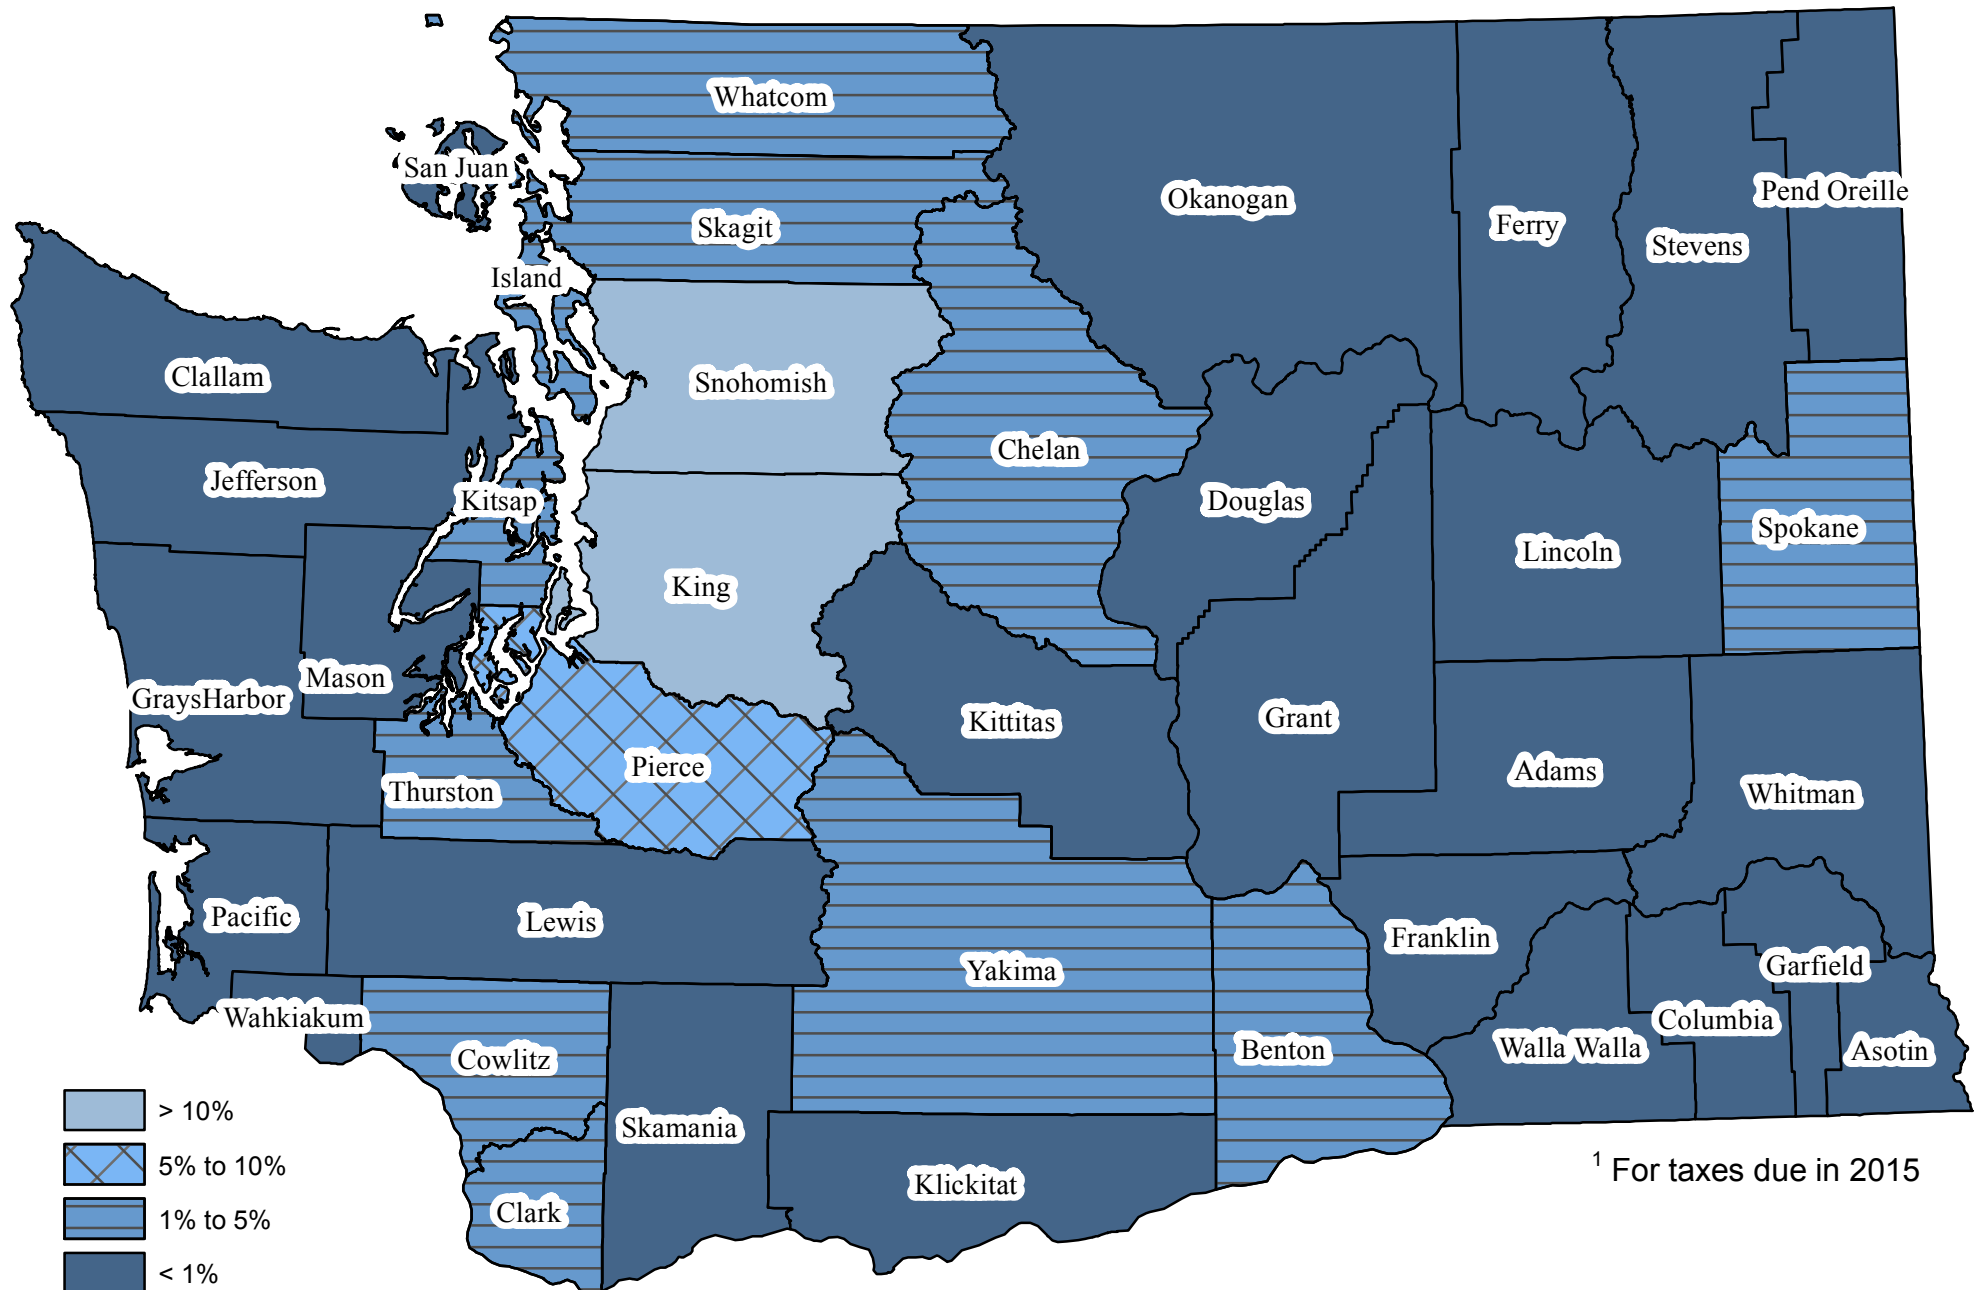 Whatcom
San Juan
Okanogan
Pend Oreille
Skagit
Ferry
Stevens
Island
Clallam
Snohomish
Chelan
Jefferson
Kitsap
Douglas
Spokane
Lincoln
King
Mason
GraysHarbor
Kittitas
Grant
Pierce
Adams
Thurston
Whitman
Pacific
Lewis
Franklin
Yakima
Garfield
Wahkiakum
Columbia
Cowlitz
Benton
Walla Walla
Asotin
> 10%
Skamania
5% to 10%
¹ For taxes due in 2015
Klickitat
Clark
1% to 5%
< 1%